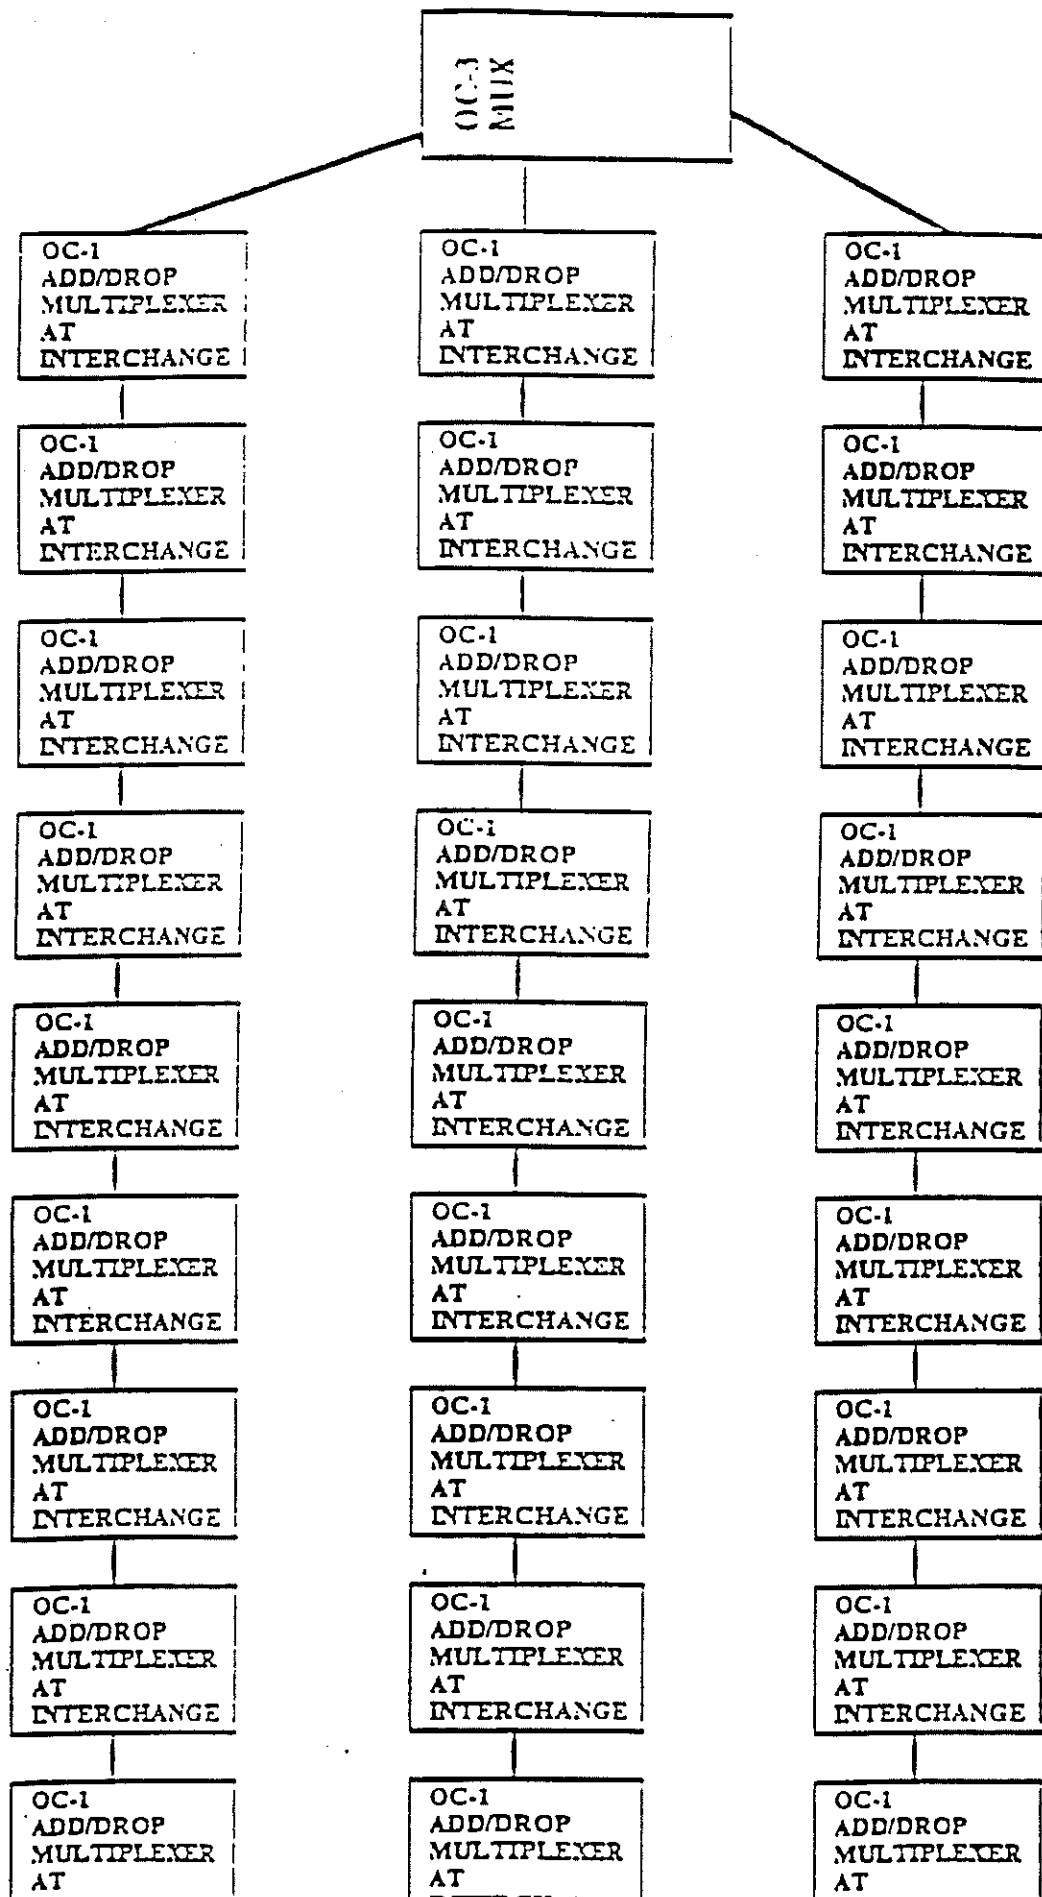 OC-3
MUX
OC-1
ADD/DROP
MULTIPLEXER
AT
INTERCHANGE
OC-1
ADD/DROP
MULTIPLEXER
AT
INTERCHANGE
OC-1
ADD/DROP
MULTIPLEXER
AT
INTERCHANGE
OC-1
ADD/DROP
MULTIPLEXER
AT
INTERCHANGE
OC-1
ADD/DROP
MULTIPLEXER
AT
INTERCHANGE
OC-1
ADD/DROP
MULTIPLEXER
AT
INTERCHANGE
OC-1
ADD/DROP
MULTIPLEXER
AT
INTERCHANGE
OC-1
ADD/DROP
MULTIPLEXER
AT
INTERCHANGE
OC-1
ADD/DROP
MULTIPLEXER
AT
OC-1
ADD/DROP
MULTIPLEXER
AT
INTERCHANGE
OC-1
ADD/DROP
MULTIPLEXER
AT
INTERCHANGE
OC-1
ADD/DROP
MULTIPLEXER
AT
INTERCHANGE
OC-1
ADD/DROP
MULTIPLEXER
AT
INTERCHANGE
OC-1
ADD/DROP
MULTIPLEXER
AT
INTERCHANGE
OC-1
ADD/DROP
MULTIPLEXER
AT
INTERCHANGE
OC-1
ADD/DROP
MULTIPLEXER
AT
INTERCHANGE
OC-1
ADD/DROP
MULTIPLEXER
AT
INTERCHANGE
OC-1
ADD/DROP
MULTIPLEXER
AT
OC-1
ADD/DROP
MULTIPLEXER
AT
INTERCHANGE
OC-1
ADD/DROP
MULTIPLEXER
AT
INTERCHANGE
OC-1
ADD/DROP
MULTIPLEXER
AT
INTERCHANGE
OC-1
ADD/DROP
MULTIPLEXER
AT
INTERCHANGE
OC-1
ADD/DROP
MULTIPLEXER
AT
INTERCHANGE
OC-1
ADD/DROP
MULTIPLEXER
AT
INTERCHANGE
OC-1
ADD/DROP
MULTIPLEXER
AT
INTERCHANGE
OC-1
ADD/DROP
MULTIPLEXER
AT
INTERCHANGE
OC-1
ADD/DROP
MULTIPLEXER
AT